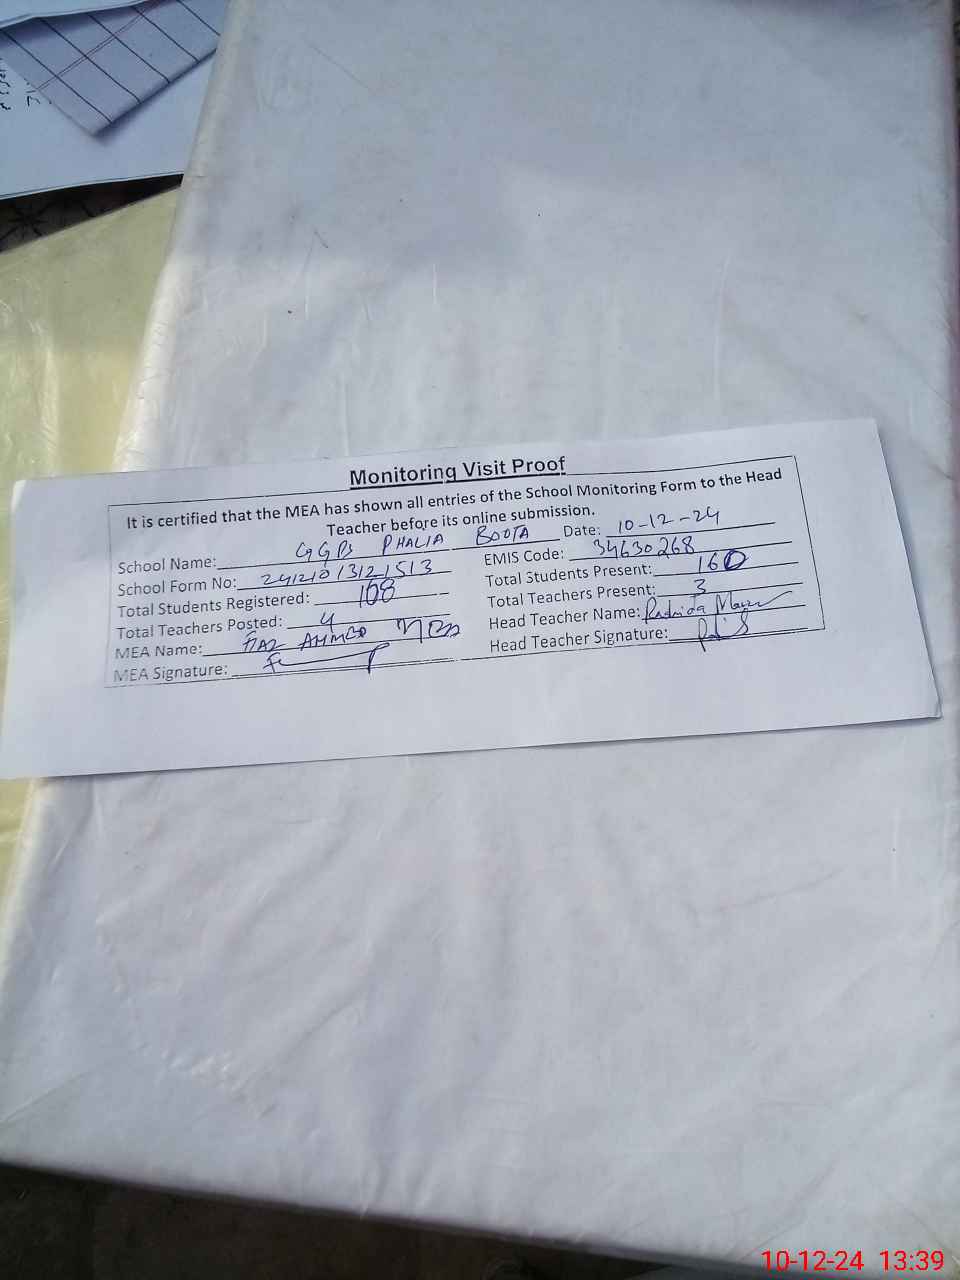 Monitoring Visit Proof
It is certified that the MEA has shown all entries of the School Monitoring Form to the Head
Teacher before its online submission.
School Name: GGPS PHALIA BOOTA Date: 10-12-24
School Form No: EMIS Code: 34630268
Total Students Registered: 168 Total Students Present: 160
Total Teachers Posted: 4 Total Teachers Present: 3
MEA Name: AHMED Head Teacher Name:
MEA Signature: Head Teacher Signature:
10-12-24 13:39